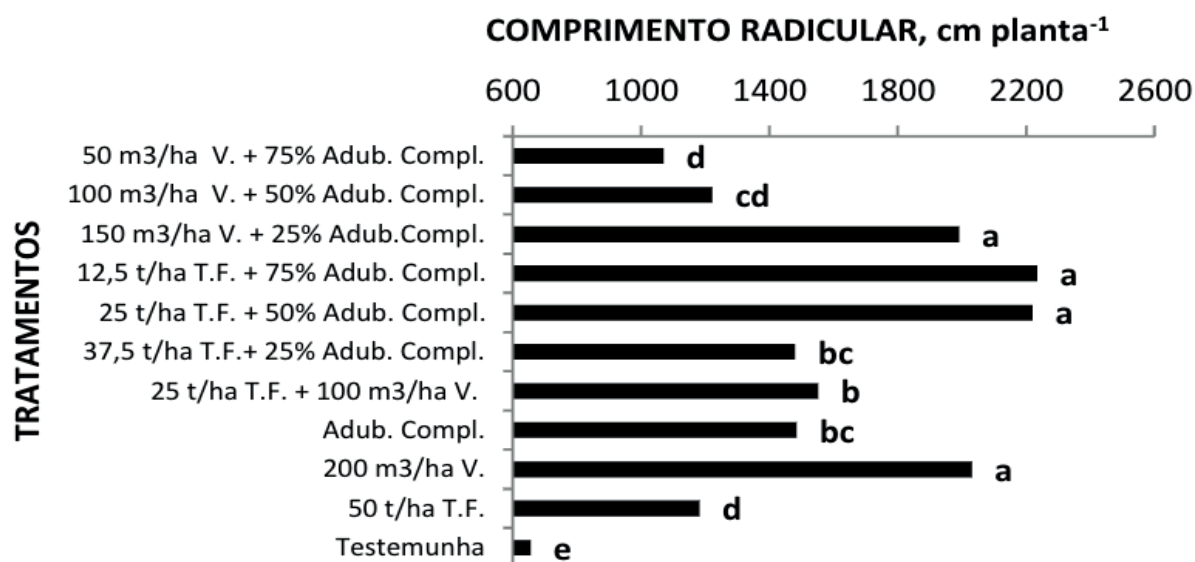 COMPRIMENTO RADICULAR, cm planta-1
600 1000 1400 1800 2200 2600
TRATAMENTOS
50 m3/ha V. + 75% Adub. Compl. d
100 m3/ha V. + 50% Adub. Compl. cd
150 m3/ha V. + 25% Adub.Compl. a
12,5 t/ha T.F. + 75% Adub. Compl. a
25 t/ha T.F. + 50% Adub. Compl. a
37,5 t/ha T.F.+ 25% Adub. Compl. bc
25 t/ha T.F. + 100 m3/ha V. b
Adub. Compl. bc
200 m3/ha V. a
50 t/ha T.F. d
Testemunha e